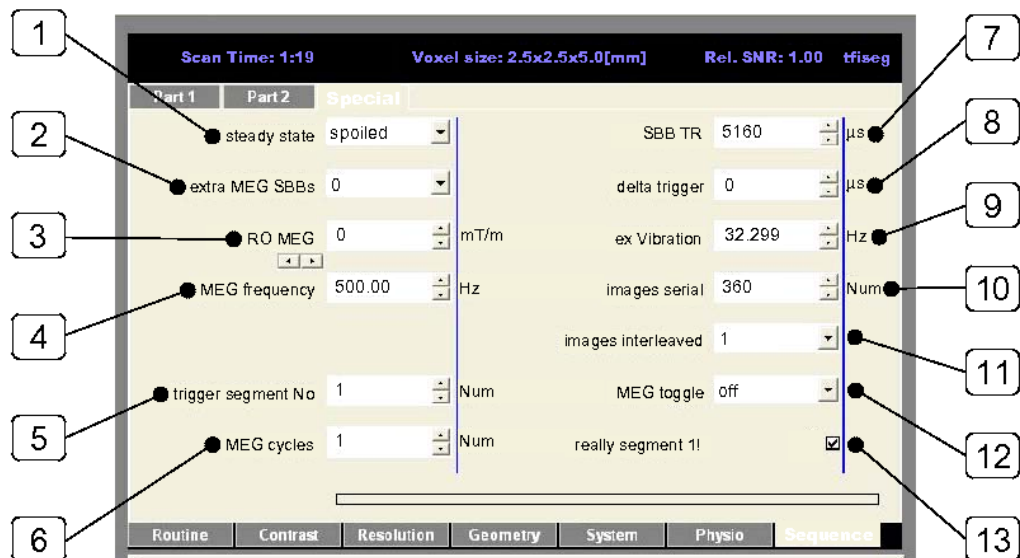 1
7
Scan Time: 1:19 Voxel size: 2.5x2.5x5.0[mm] Rel. SNR: 1.00 tfiseg
Part 1 Part 2 Special
steady state spoiled SBB TR 5160 µs
2
8
extra MEG SBBs 0 delta trigger 0 µs
3
9
RO MEG 0 mT/m ex Vibration 32.299 Hz
4
10
MEG frequency 500.00 Hz images serial 360 Num
images interleaved 1
11
5
trigger segment No 1 Num MEG toggle off
12
6
MEG cycles 1 Num really segment 1!
13
Routine Contrast Resolution Geometry System Physio Sequence